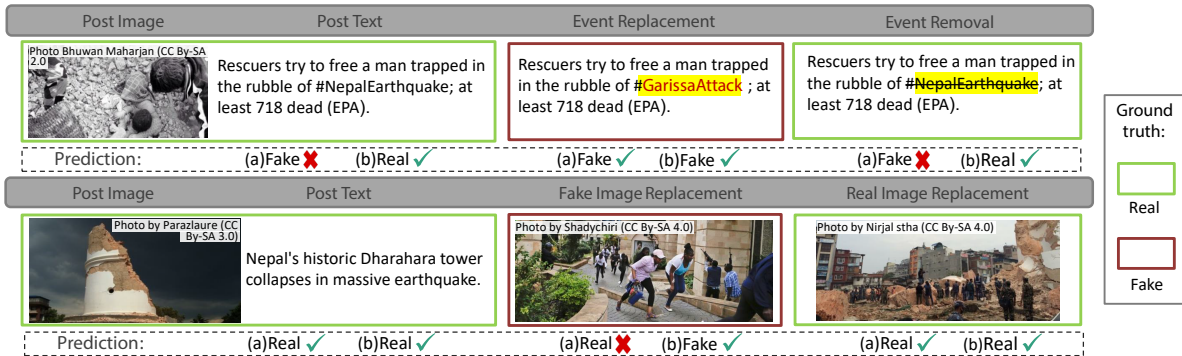 Post Image Post Text Event Replacement Event Removal
Photo Bhuwan Maharjan (CC By-SA
2.0
Rescuers try to free a man trapped
in the rubble of #NepalEarthquake; at
least 718 dead (EPA).
Rescuers try to free a man trapped
in the rubble of #GarissaAttack ; at
least 718 dead (EPA).
Rescuers try to free a man trapped
in the rubble of #NepalEarthquake; at
least 718 dead (EPA).
Prediction: (a)Fake ✘ (b)Real ✓ (a)Fake ✓ (b)Fake ✓ (a)Fake ✘ (b)Real ✓
Post Image Post Text Fake Image Replacement Real Image Replacement
Photo by Parazlaure (CC
By-SA 3.0)
Nepal's historic Dharahara tower
collapses in massive earthquake.
Photo by Shadychiri (CC By-SA 4.0)
Photo by Nirjal stha (CC By-SA 4.0)
Prediction: (a)Real ✓ (b)Real ✓ (a)Real ✘ (b)Fake ✓ (a)Real ✓ (b)Real ✓
Ground
truth:
Real
Fake